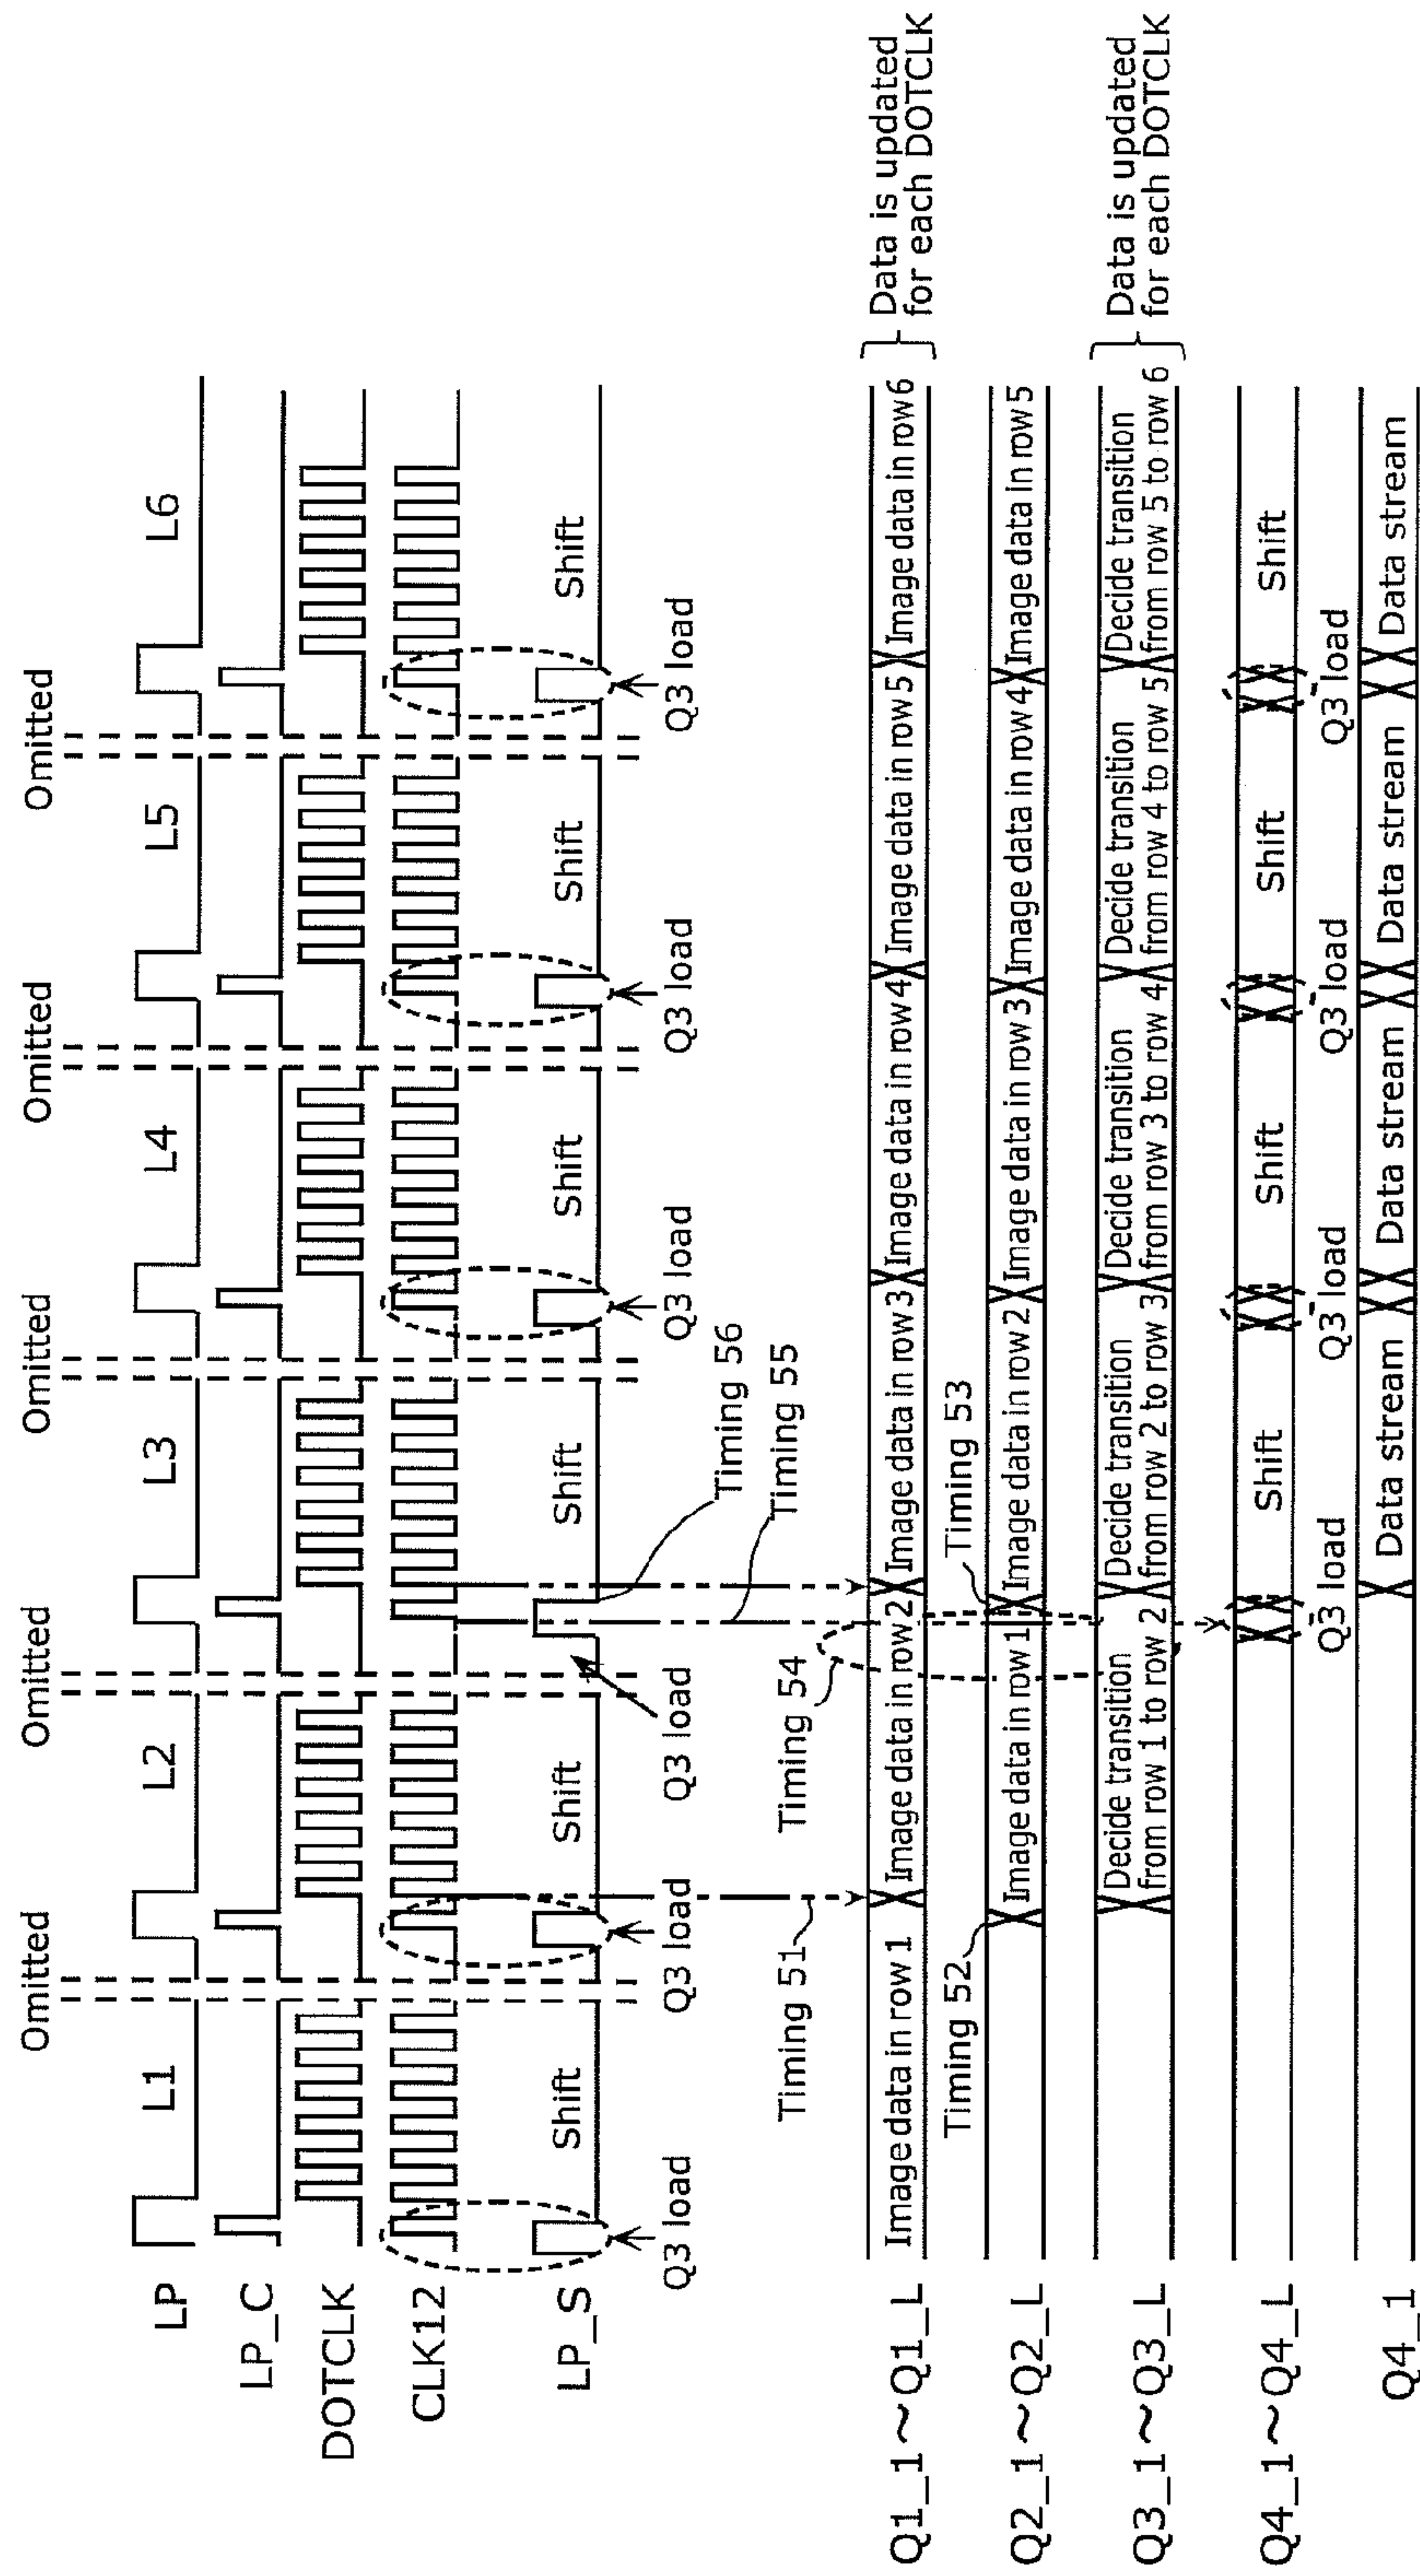 Omitted Omitted Omitted Omitted Omitted
LP L1 L2 L3 L4 L5 L6
LP_C
DOTCLK
CLK12
LP_S Shift Shift Shift Shift Shift Shift
Q3 load Q3 load Q3 load Q3 load Q3 load Q3 load
Timing 56
Timing 55
Timing 51 Timing 54
Q1_1~Q1_L Image data in row 1 Image data in row 2 Image data in row 3 Image data in row 4 Image data in row 5 Image data in row 6 Data is updated
for each DOTCLK
Timing 52 Timing 53
Q2_1~Q2_L Image data in row 1 Image data in row 2 Image data in row 3 Image data in row 4 Image data in row 5
Q3_1~Q3_L Decide transition Decide transition Decide transition Decide transition Decide transition Data is updated
from row 1 to row 2 from row 2 to row 3 from row 3 to row 4 from row 4 to row 5 from row 5 to row 6 for each DOTCLK
Q4_1~Q4_L Shift Shift Shift Shift
Q3 load Q3 load Q3 load Q3 load
Q4_1 Data stream Data stream Data stream Data stream